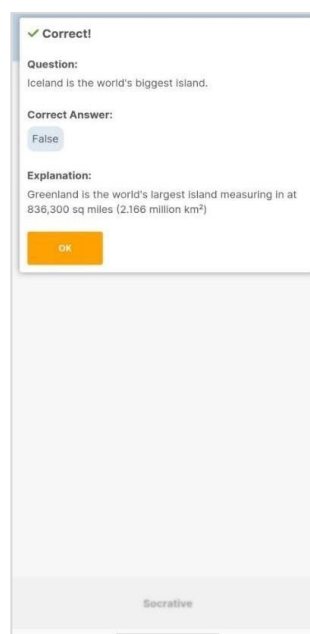 ✓ Correct!
Question:
Iceland is the world's biggest island.
Correct Answer:
False
Explanation:
Greenland is the world's largest island measuring in at
836,300 sq miles (2.166 million km²)
OK
Socrative